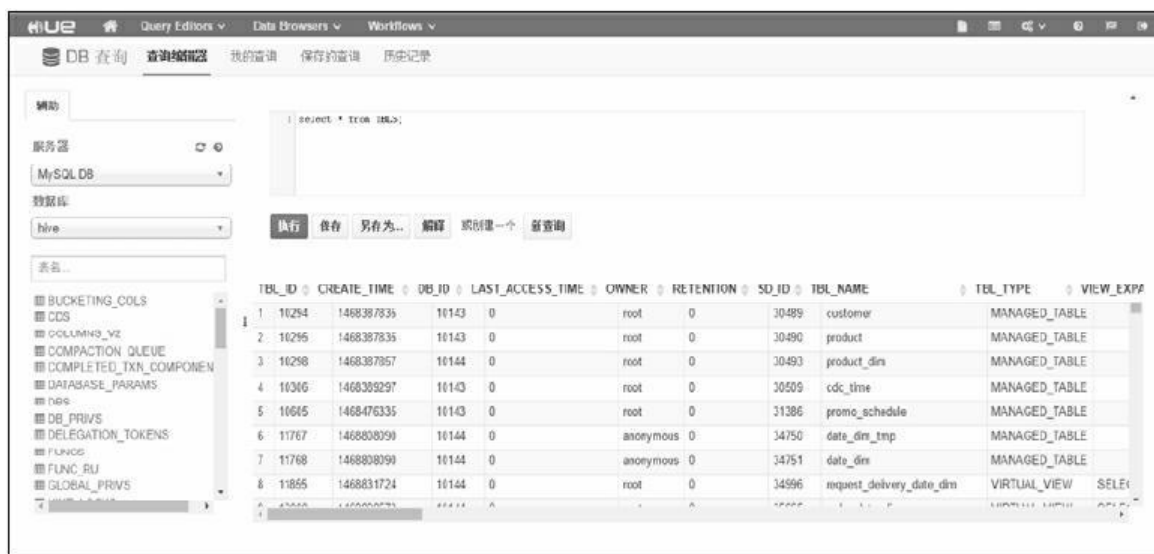 HUE Query Editors Data Browsers Workflows
DB 查询 查询编辑器 我的查询 保存的查询 历史记录
辅助
1 select * from TBLS;
服务器
MySQL DB
数据库
hive
执行 保存 另存为... 解释 或创建一个 新查询
表名...
TBL_ID CREATE_TIME DB_ID LAST_ACCESS_TIME OWNER RETENTION SD_ID TBL_NAME TBL_TYPE VIEW_EXPA
1 10294 1468387835 10143 0 root 0 30489 customer MANAGED_TABLE
2 10295 1468387835 10143 0 root 0 30490 product MANAGED_TABLE
3 10298 1468387857 10144 0 root 0 30493 product_dim MANAGED_TABLE
4 10306 1468389297 10143 0 root 0 30509 cdc_time MANAGED_TABLE
5 10605 1468476335 10143 0 root 0 31386 promo_schedule MANAGED_TABLE
6 11767 1468808090 10144 0 anonymous 0 34750 date_dim_tmp MANAGED_TABLE
7 11768 1468808090 10144 0 anonymous 0 34751 date_dim MANAGED_TABLE
8 11855 1468831724 10144 0 root 0 34996 request_delivery_date_dim VIRTUAL_VIEW SELEC
BUCKETING_COLS
CDS
COLUMNS_V2
COMPACTION_QUEUE
COMPLETED_TXN_COMPONEN
DATABASE_PARAMS
DBS
DB_PRIVS
DELEGATION_TOKENS
FUNCS
FUNC_RU
GLOBAL_PRIVS